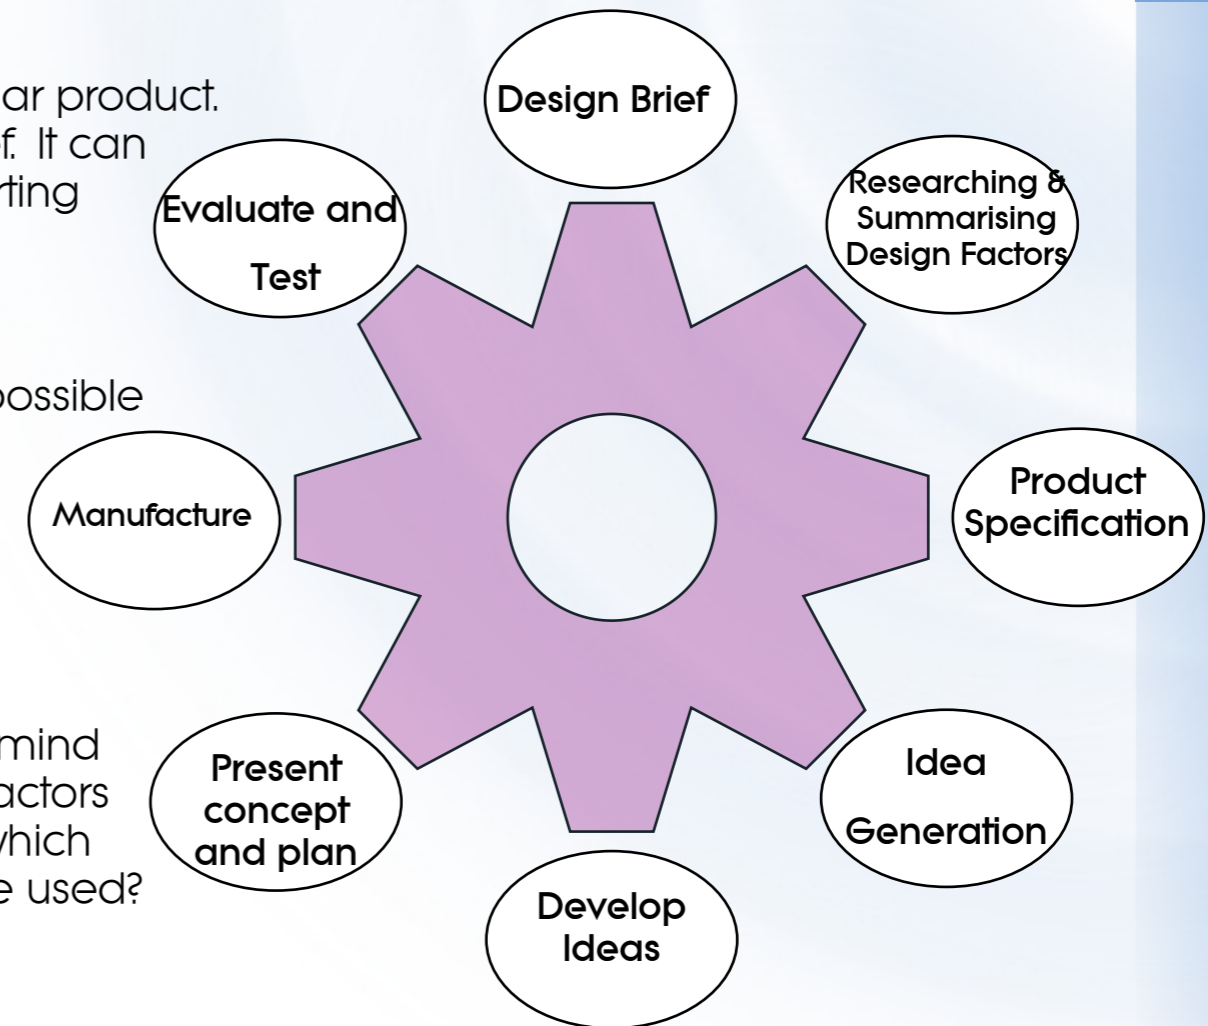 ar product.
f. It can
rting
possible
mind
actors
which
e used?
Design Brief
Researching &
Summarising
Design Factors
Product
Specification
Idea
Generation
Develop
Ideas
Present
concept
and plan
Manufacture
Evaluate and
Test